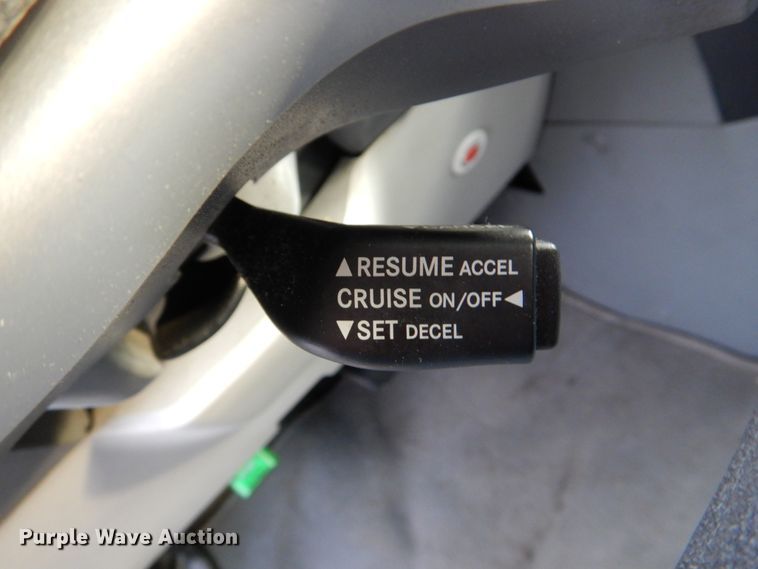 ▲RESUME ACCEL
CRUISE ON/OFF◀
▼SET DECEL
Purple Wave Auction